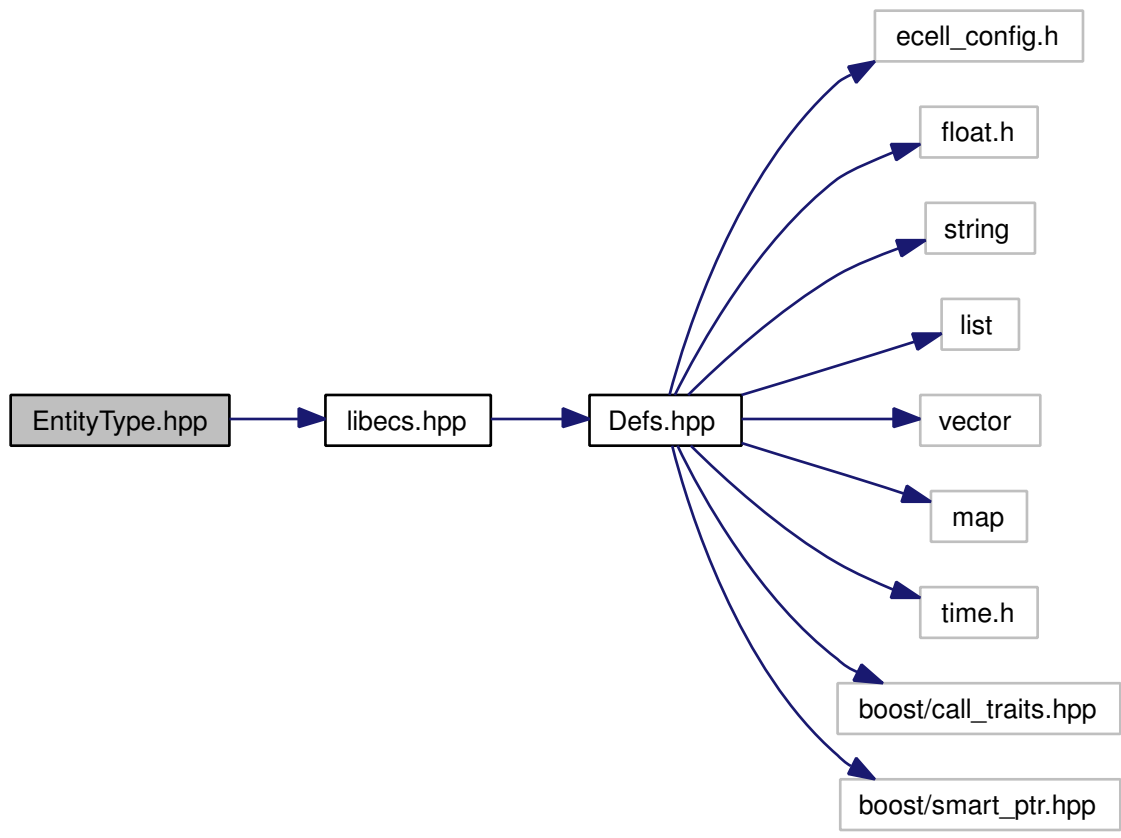 ecell_config.h
float.h
string
list
EntityType.hpp
libecs.hpp
Defs.hpp
vector
map
time.h
boost/call_traits.hpp
boost/smart_ptr.hpp